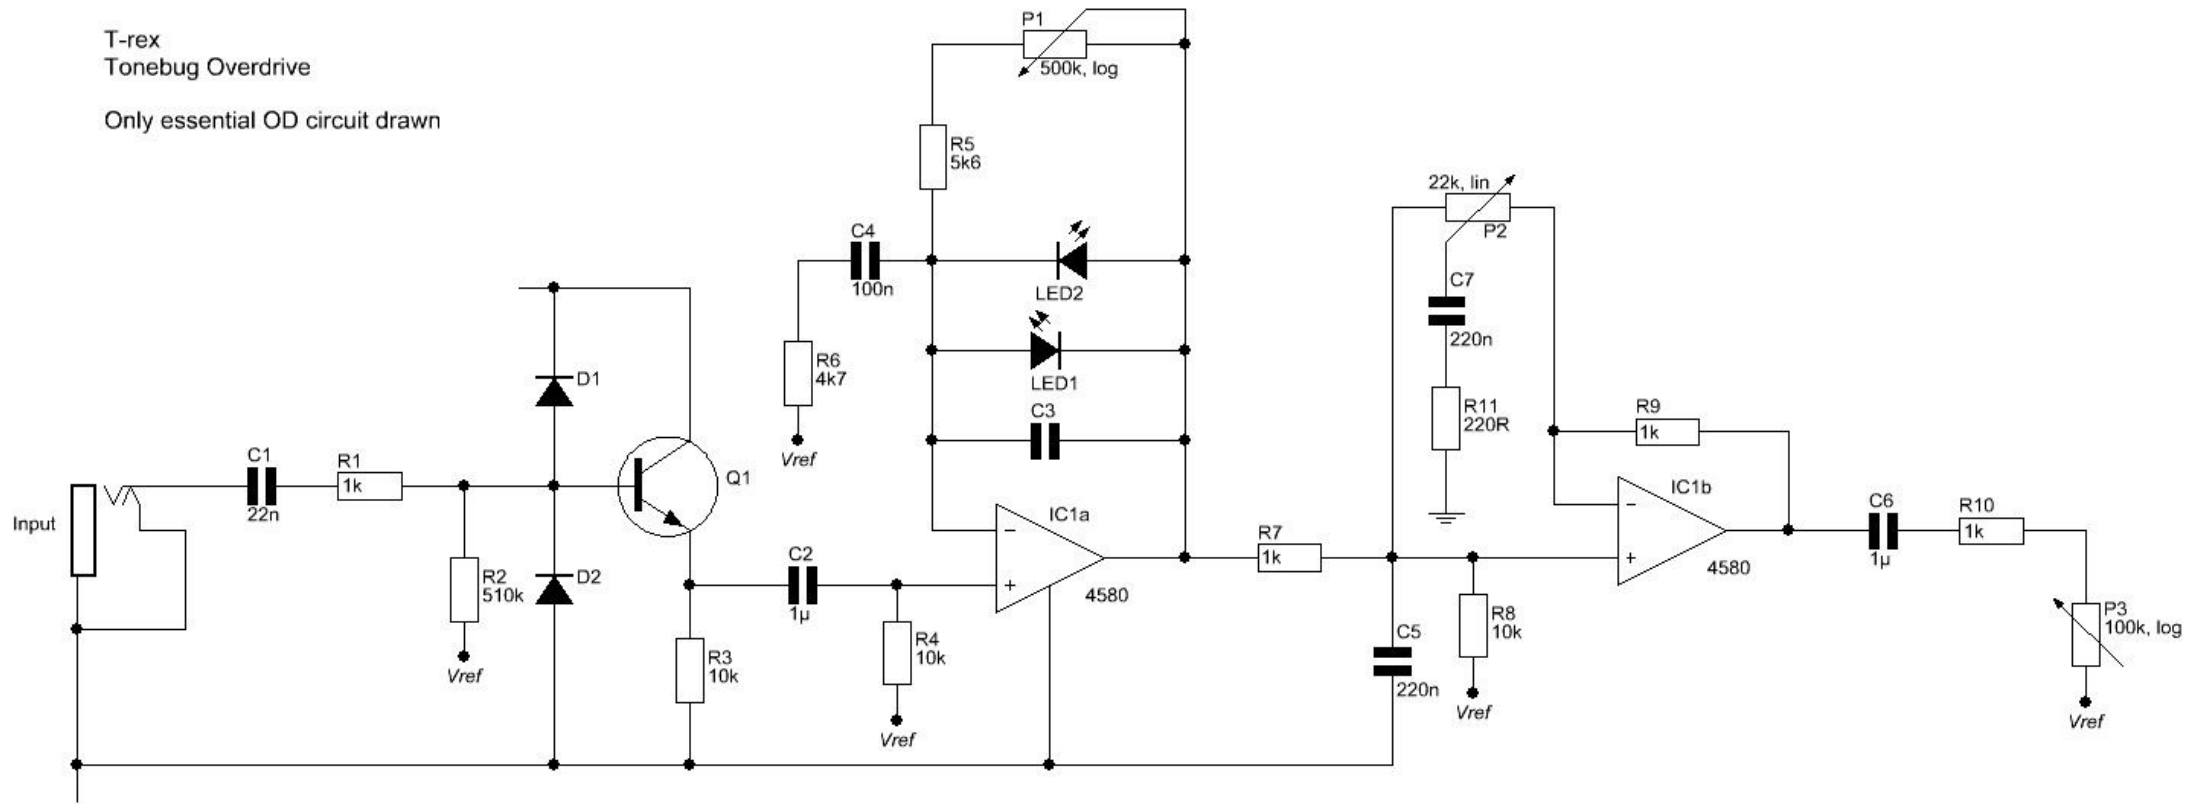 T-rex
Tonebug Overdrive
Only essential OD circuit drawn
Input
C1
22n
R1
1k
R2
510k
Vref
D1
D2
Q1
R3
10k
C2
1µ
R4
10k
Vref
R6
4k7
Vref
C4
100n
R5
5k6
P1
500k, log
LED2
LED1
C3
IC1a
−
+
4580
R7
1k
C5
220n
R8
10k
Vref
22k, lin
P2
C7
220n
R11
220R
R9
1k
IC1b
−
+
4580
C6
1µ
R10
1k
P3
100k, log
Vref